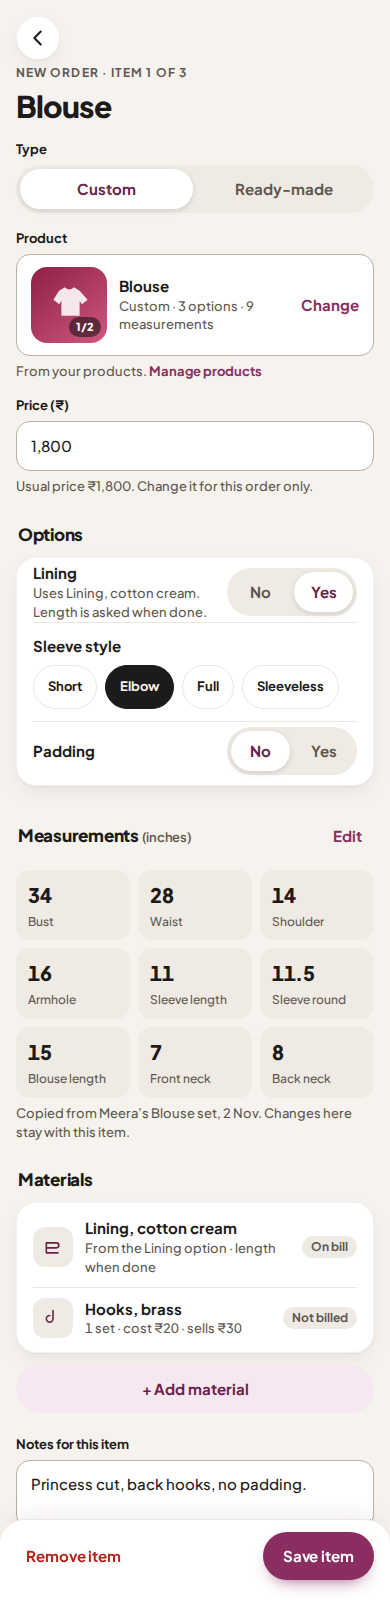 NEW ORDER · ITEM 1 OF 3
Blouse
Type
Custom
Ready-made
Product
1/2
Blouse
Custom · 3 options · 9
measurements
Change
From your products. Manage products
Price (₹)
1,800
Usual price ₹1,800. Change it for this order only.
Options
Lining
Uses Lining, cotton cream.
Length is asked when done.
No
Yes
Sleeve style
Short
Elbow
Full
Sleeveless
Padding
No
Yes
Measurements (inches)
Edit
34
Bust
28
Waist
14
Shoulder
16
Armhole
11
Sleeve length
11.5
Sleeve round
15
Blouse length
7
Front neck
8
Back neck
Copied from Meera's Blouse set, 2 Nov. Changes here
stay with this item.
Materials
Lining, cotton cream
From the Lining option · length
when done
On bill
Hooks, brass
1 set · cost ₹20 · sells ₹30
Not billed
+ Add material
Notes for this item
Princess cut, back hooks, no padding.
Remove item
Save item